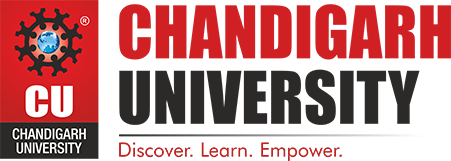 ®
CU
CHANDIGARH
UNIVERSITY
CHANDIGARH
UNIVERSITY
Discover. Learn. Empower.